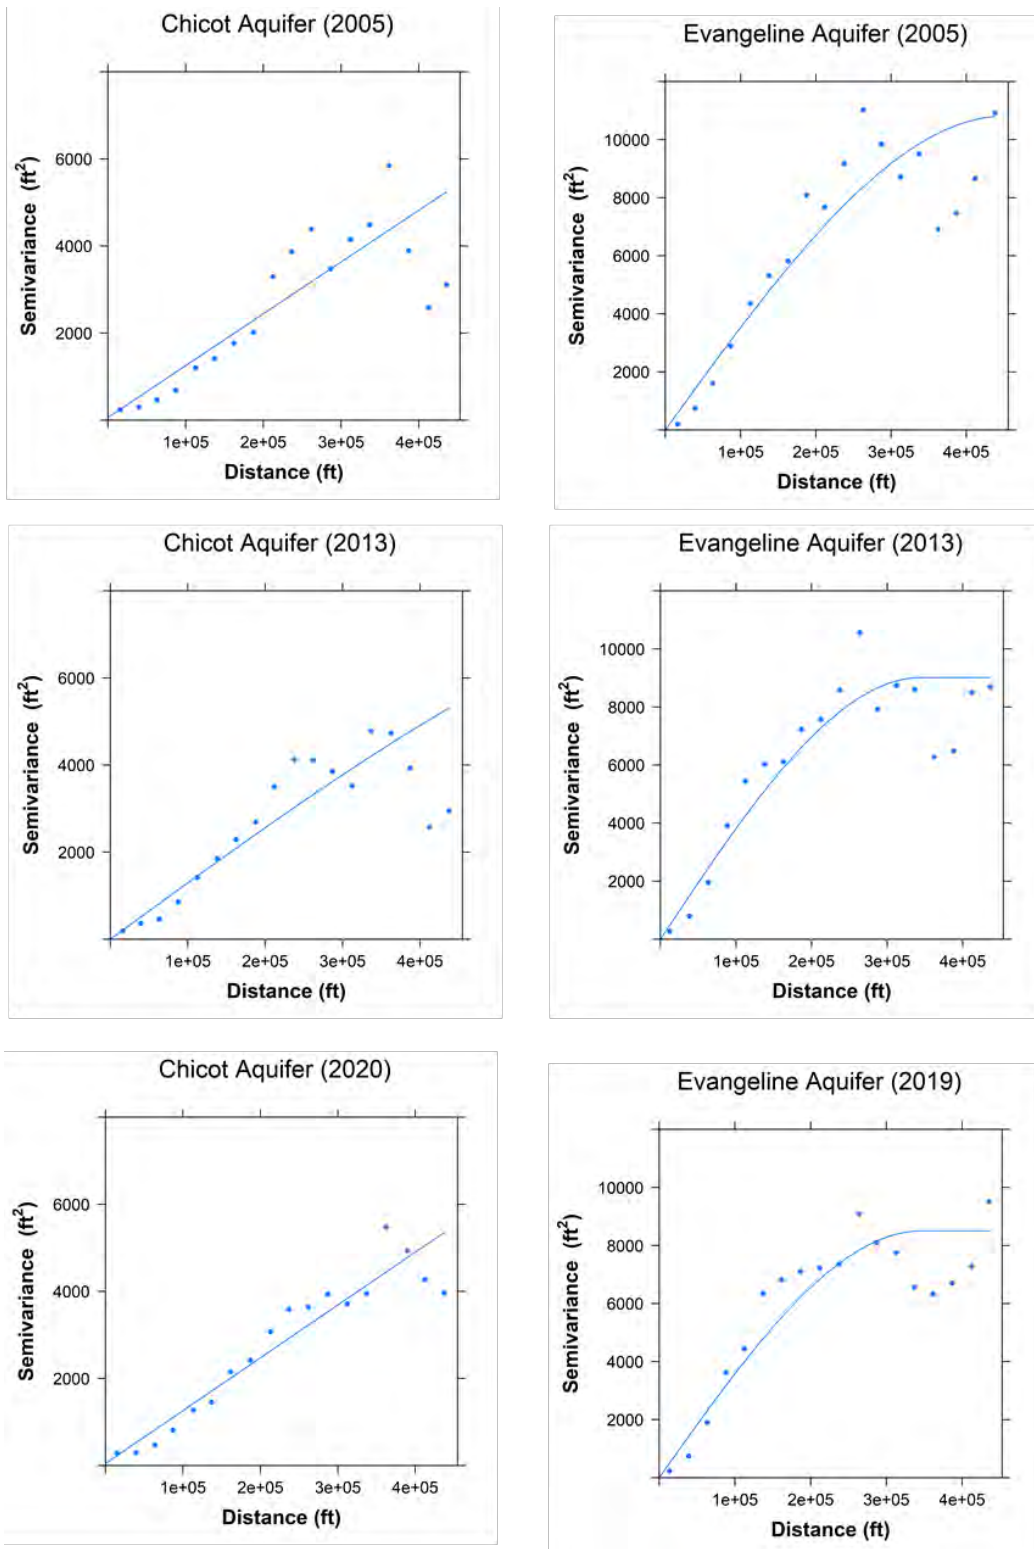 Chicot Aquifer (2005)
6000
4000
2000
Semivariance (ft²)
1e+05 2e+05 3e+05 4e+05
Distance (ft)
Evangeline Aquifer (2005)
10000
8000
6000
4000
2000
Semivariance (ft²)
1e+05 2e+05 3e+05 4e+05
Distance (ft)
Chicot Aquifer (2013)
6000
4000
2000
Semivariance (ft²)
1e+05 2e+05 3e+05 4e+05
Distance (ft)
Evangeline Aquifer (2013)
10000
8000
6000
4000
2000
Semivariance (ft²)
1e+05 2e+05 3e+05 4e+05
Distance (ft)
Chicot Aquifer (2020)
6000
4000
2000
Semivariance (ft²)
1e+05 2e+05 3e+05 4e+05
Distance (ft)
Evangeline Aquifer (2019)
10000
8000
6000
4000
2000
Semivariance (ft²)
1e+05 2e+05 3e+05 4e+05
Distance (ft)